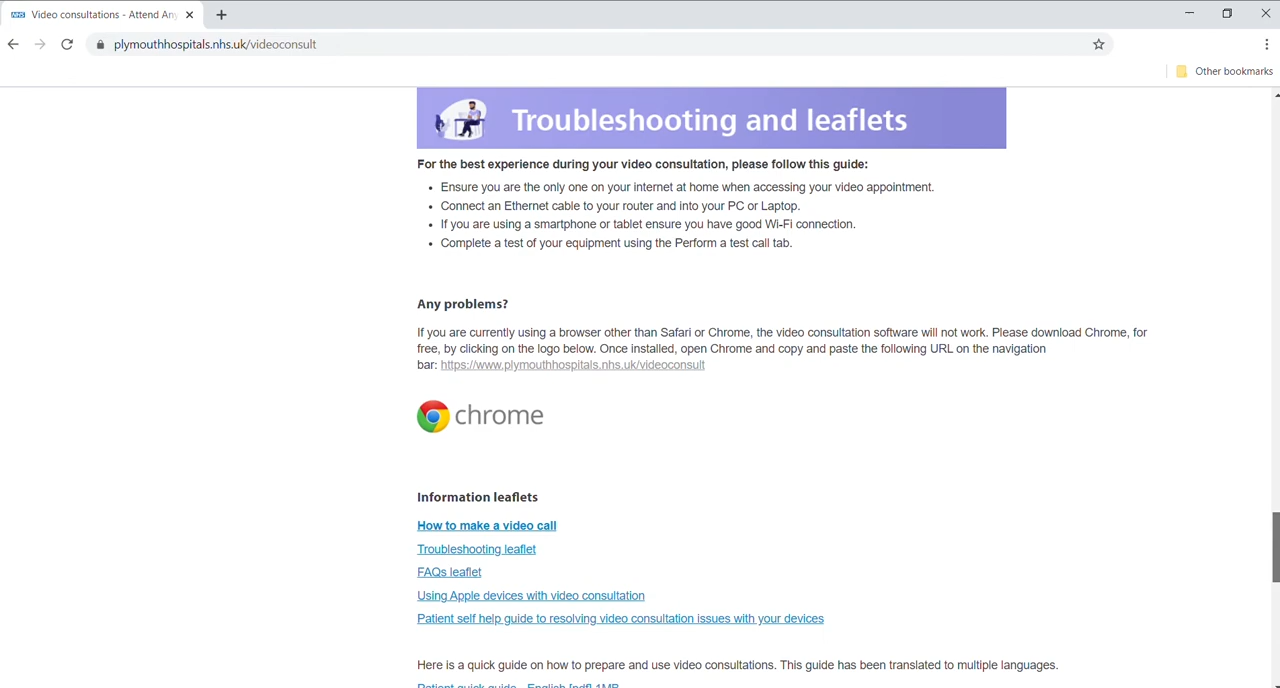 NHS Video consultations - Attend Any
plymouthhospitals.nhs.uk/videoconsult
Other bookmarks
Troubleshooting and leaflets
For the best experience during your video consultation, please follow this guide:
• Ensure you are the only one on your internet at home when accessing your video appointment.
• Connect an Ethernet cable to your router and into your PC or Laptop.
• If you are using a smartphone or tablet ensure you have good Wi-Fi connection.
• Complete a test of your equipment using the Perform a test call tab.
Any problems?
If you are currently using a browser other than Safari or Chrome, the video consultation software will not work. Please download Chrome, for
free, by clicking on the logo below. Once installed, open Chrome and copy and paste the following URL on the navigation
bar: https://www.plymouthhospitals.nhs.uk/videoconsult
chrome
Information leaflets
How to make a video call
Troubleshooting leaflet
FAQs leaflet
Using Apple devices with video consultation
Patient self help guide to resolving video consultation issues with your devices
Here is a quick guide on how to prepare and use video consultations. This guide has been translated to multiple languages.
Patient quick guide - English [pdf] 1MB